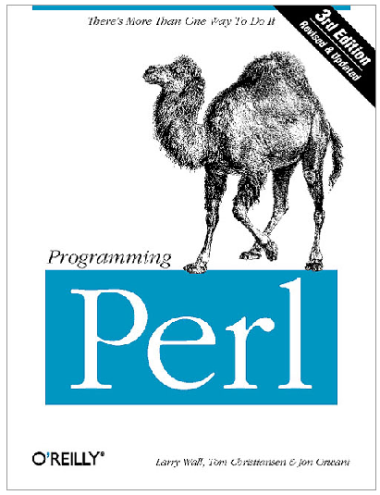 There's More Than One Way To Do It
3rd Edition
Revised & Updated
Programming
Perl
O'REILLY®
Larry Wall, Tom Christiansen & Jon Orwant